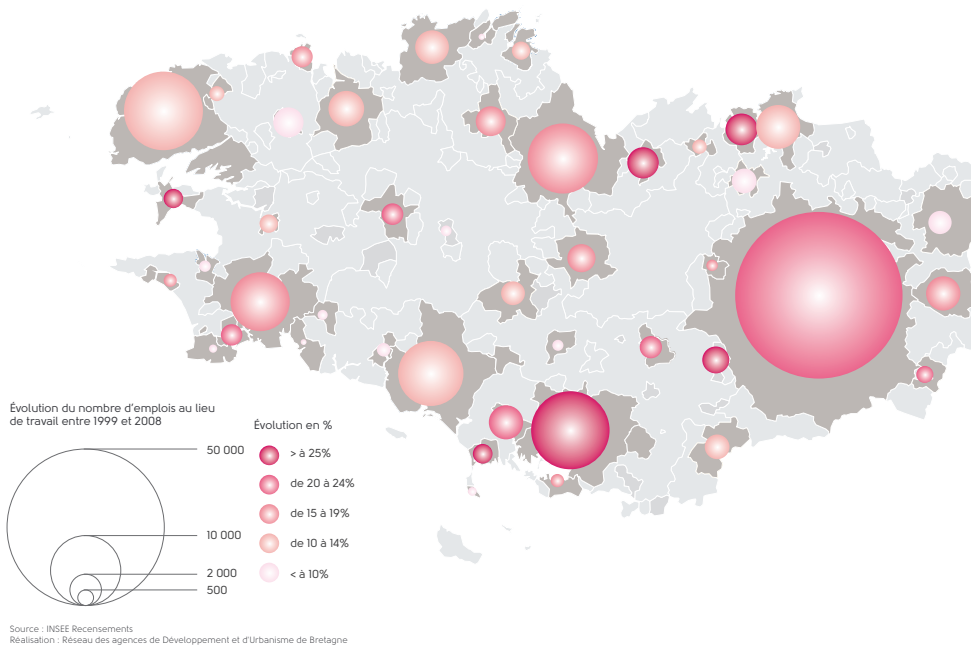 Évolution du nombre d'emplois au lieu
de travail entre 1999 et 2008
50 000
10 000
2 000
500
Évolution en %
> à 25%
de 20 à 24%
de 15 à 19%
de 10 à 14%
< à 10%
Source : INSEE Recensements
Réalisation : Réseau des agences de Développement et d'Urbanisme de Bretagne